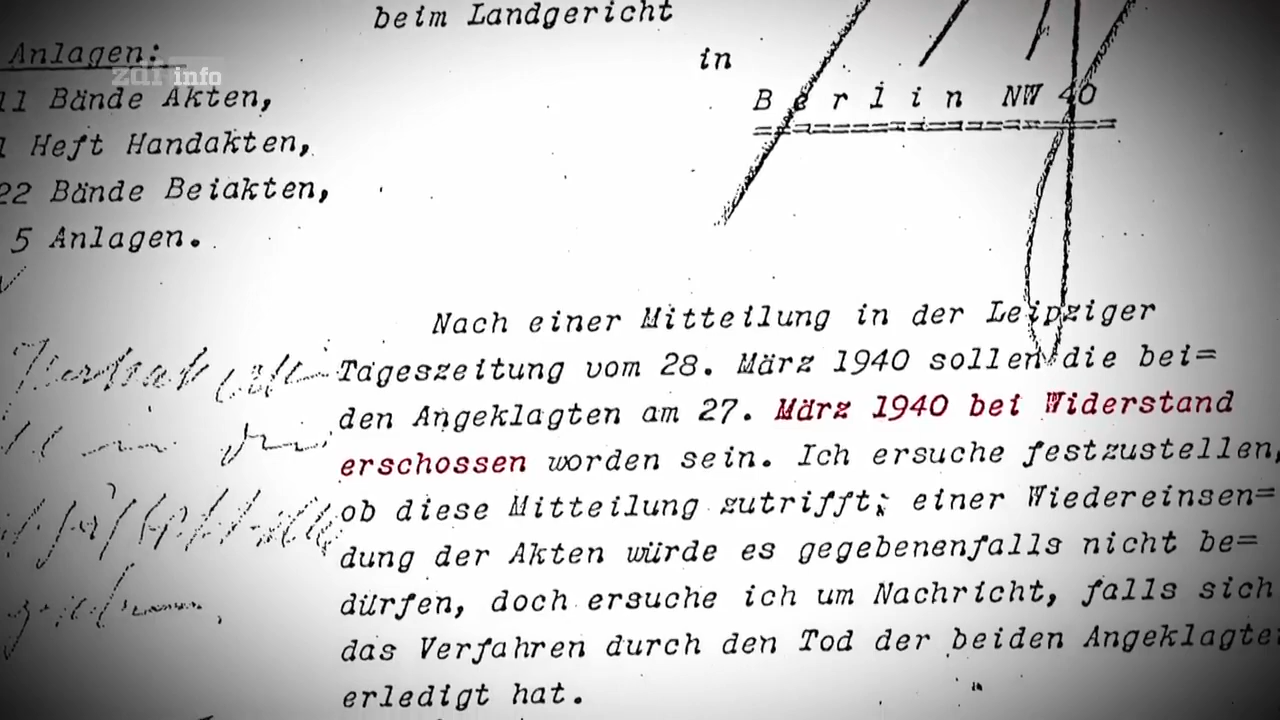 beim Landgericht
in
Berlin NW 40
Anlagen:
zdf info
11 Bände Akten,
1 Heft Handakten,
22 Bände Beiakten,
5 Anlagen.
Nach einer Mitteilung in der Leipziger
Tageszeitung vom 28. März 1940 sollen die bei=
den Angeklagten am 27. März 1940 bei Widerstand
erschossen worden sein. Ich ersuche festzustellen,
ob diese Mitteilung zutrifft; einer Wiedereinsen=
dung der Akten würde es gegebenenfalls nicht be=
dürfen, doch ersuche ich um Nachricht, falls sich
das Verfahren durch den Tod der beiden Angeklagte
erledigt hat.